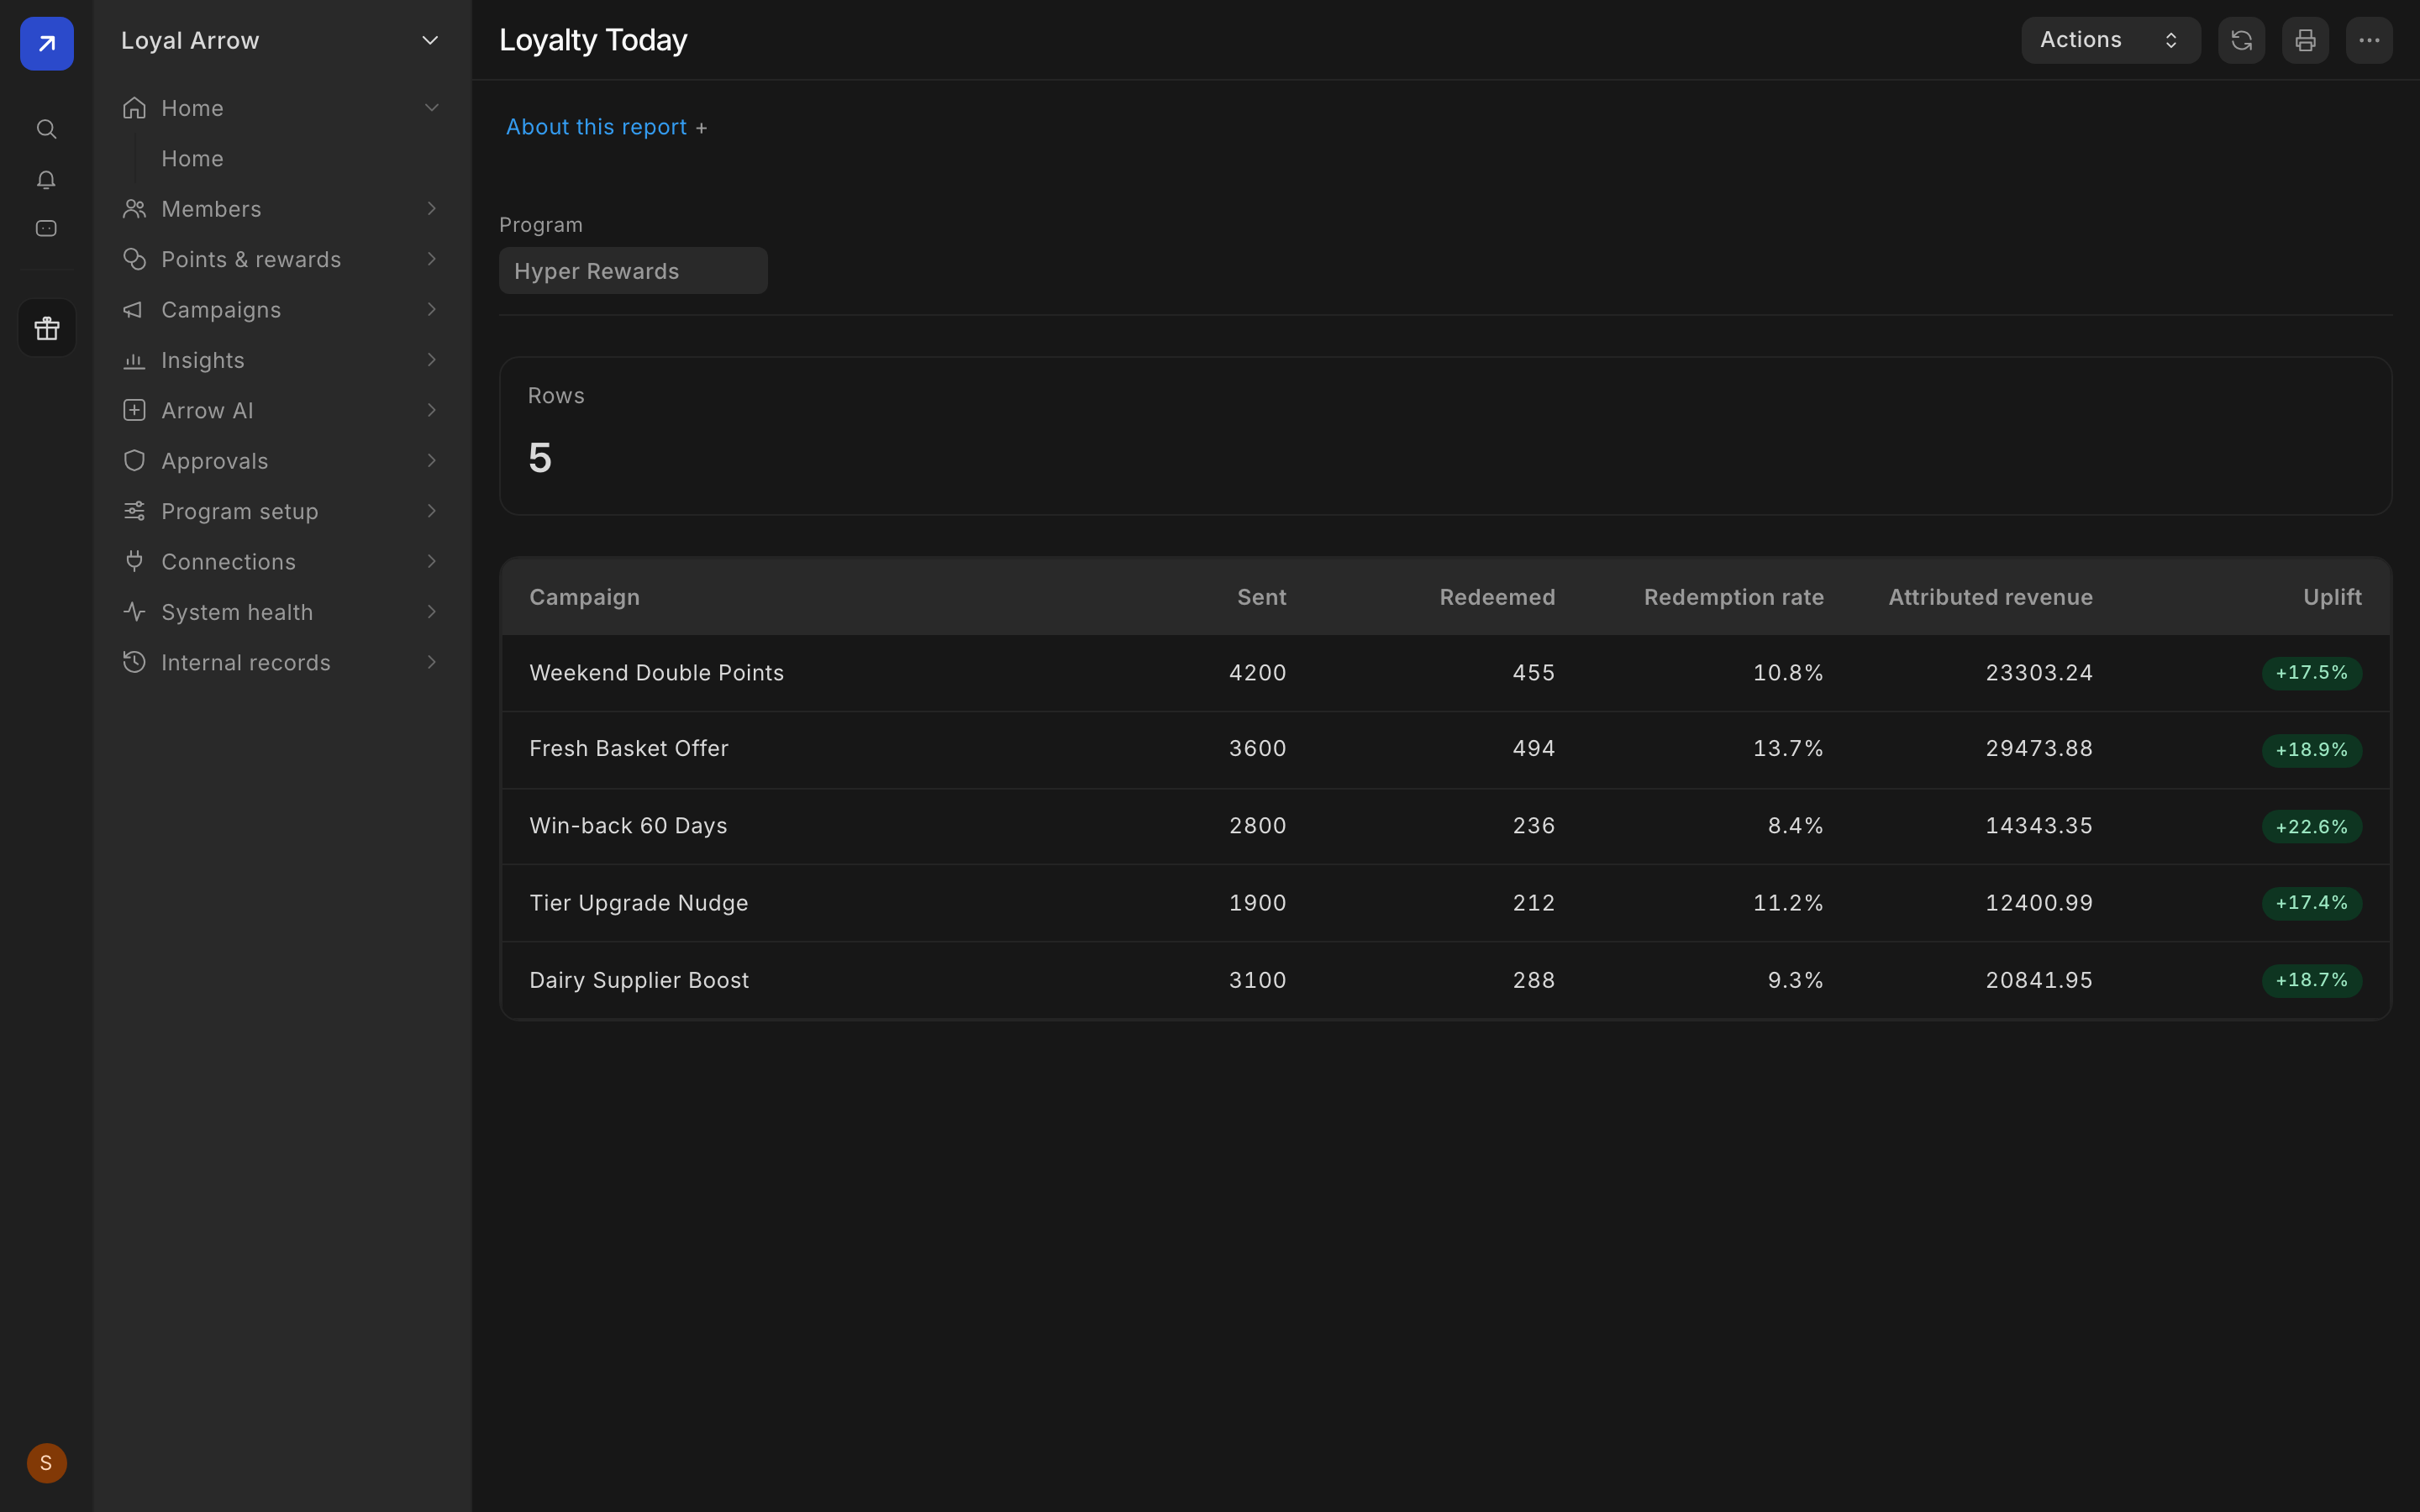 Loyal Arrow
Home
Home
Members
Points & rewards
Campaigns
Insights
Arrow AI
Approvals
Program setup
Connections
System health
Internal records
S
Loyalty Today
Actions
About this report +
Program
Hyper Rewards
Rows
5
Campaign Sent Redeemed Redemption rate Attributed revenue Uplift
Weekend Double Points 4200 455 10.8% 23303.24 +17.5%
Fresh Basket Offer 3600 494 13.7% 29473.88 +18.9%
Win-back 60 Days 2800 236 8.4% 14343.35 +22.6%
Tier Upgrade Nudge 1900 212 11.2% 12400.99 +17.4%
Dairy Supplier Boost 3100 288 9.3% 20841.95 +18.7%